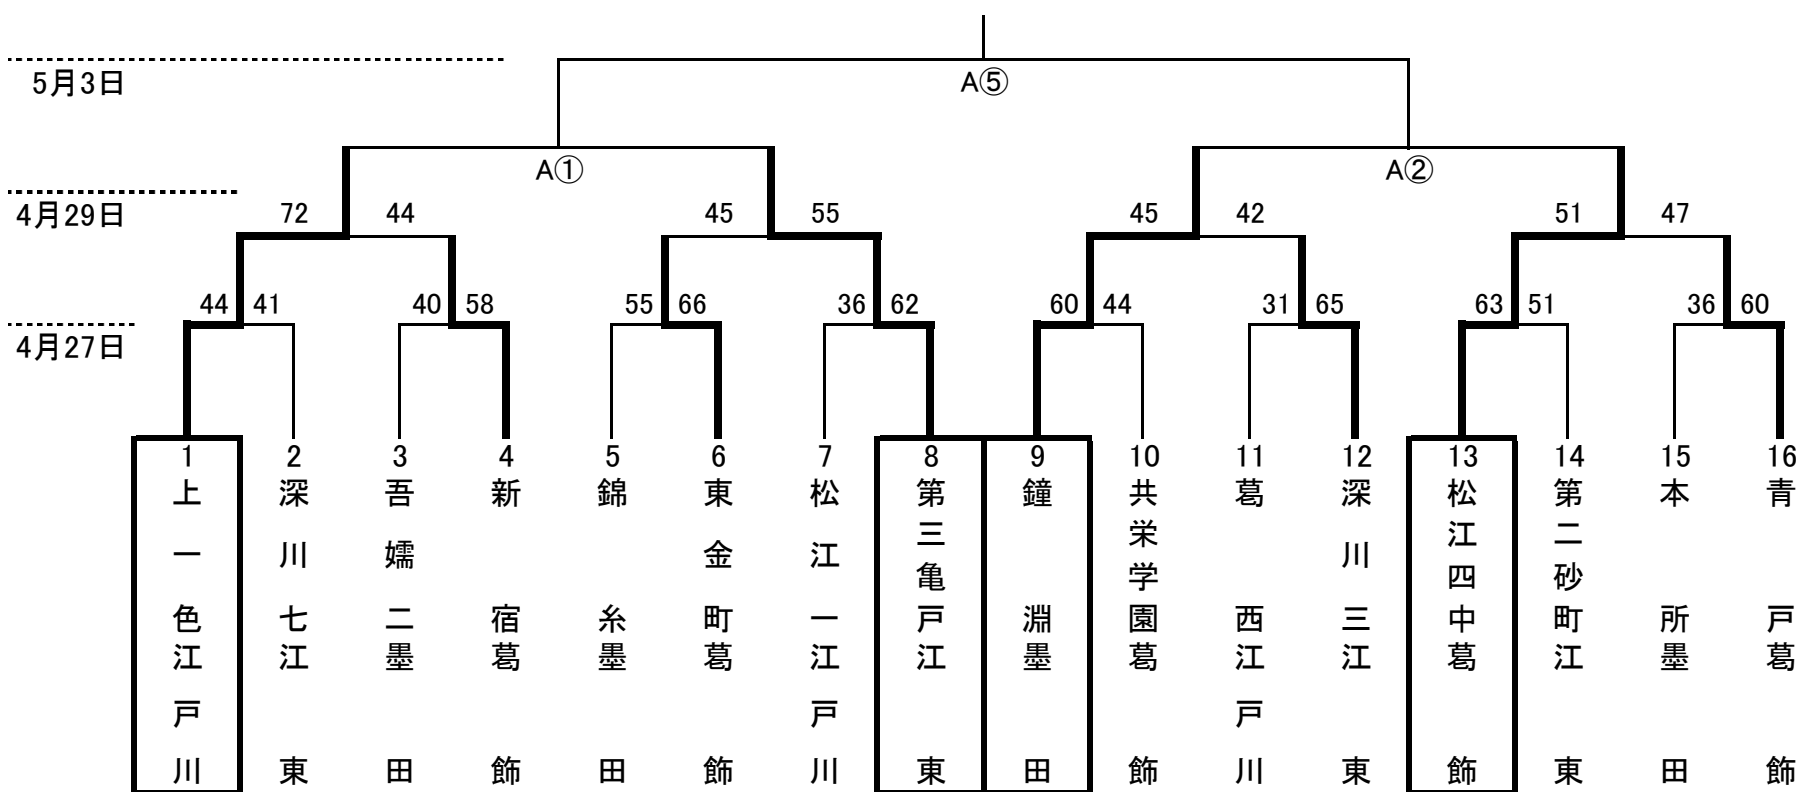 5月3日
A⑤
A①
A②
4月29日
72 44 45 55 45 42 51 47
44 41 40 58 55 66 36 62 60 44 31 65 63 51 36 60
4月27日
1 2 3 4 5 6 7 8 9 10 11 12 13 14 15 16
上一色江戸川
深川七江東
吾嬬二墨田
新宿葛飾
錦糸墨田
東金町葛飾
松江一江戸川
第三亀戸江東
鐘淵墨田
共栄学園葛飾
葛西江戸川
深川三江東
松江四中葛飾
第二砂町江東
本所墨田
青戸葛飾